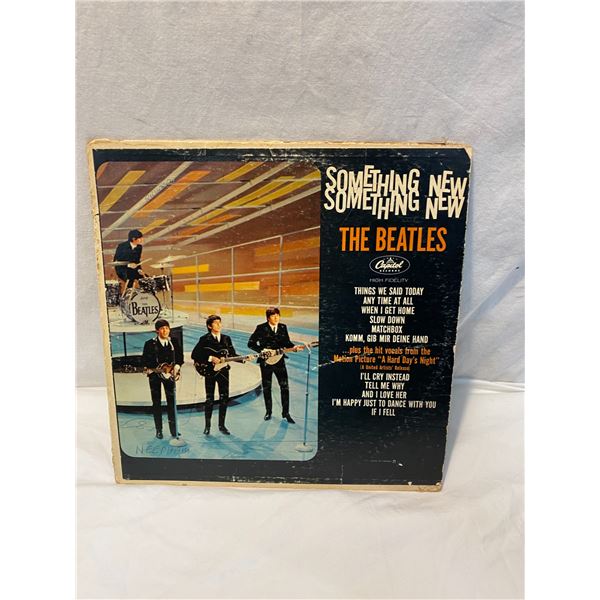 SOMETHING NEW
SOMETHING NEW
THE BEATLES
Capitol
RECORDS
HIGH FIDELITY
THINGS WE SAID TODAY
ANY TIME AT ALL
WHEN I GET HOME
SLOW DOWN
MATCHBOX
KOMM, GIB MIR DEINE HAND
...plus the hit vocals from the
Motion Picture "A Hard Day's Night"
(A United Artists' Release)
I'LL CRY INSTEAD
TELL ME WHY
AND I LOVE HER
I'M HAPPY JUST TO DANCE WITH YOU
IF I FELL
THE
BEATLES